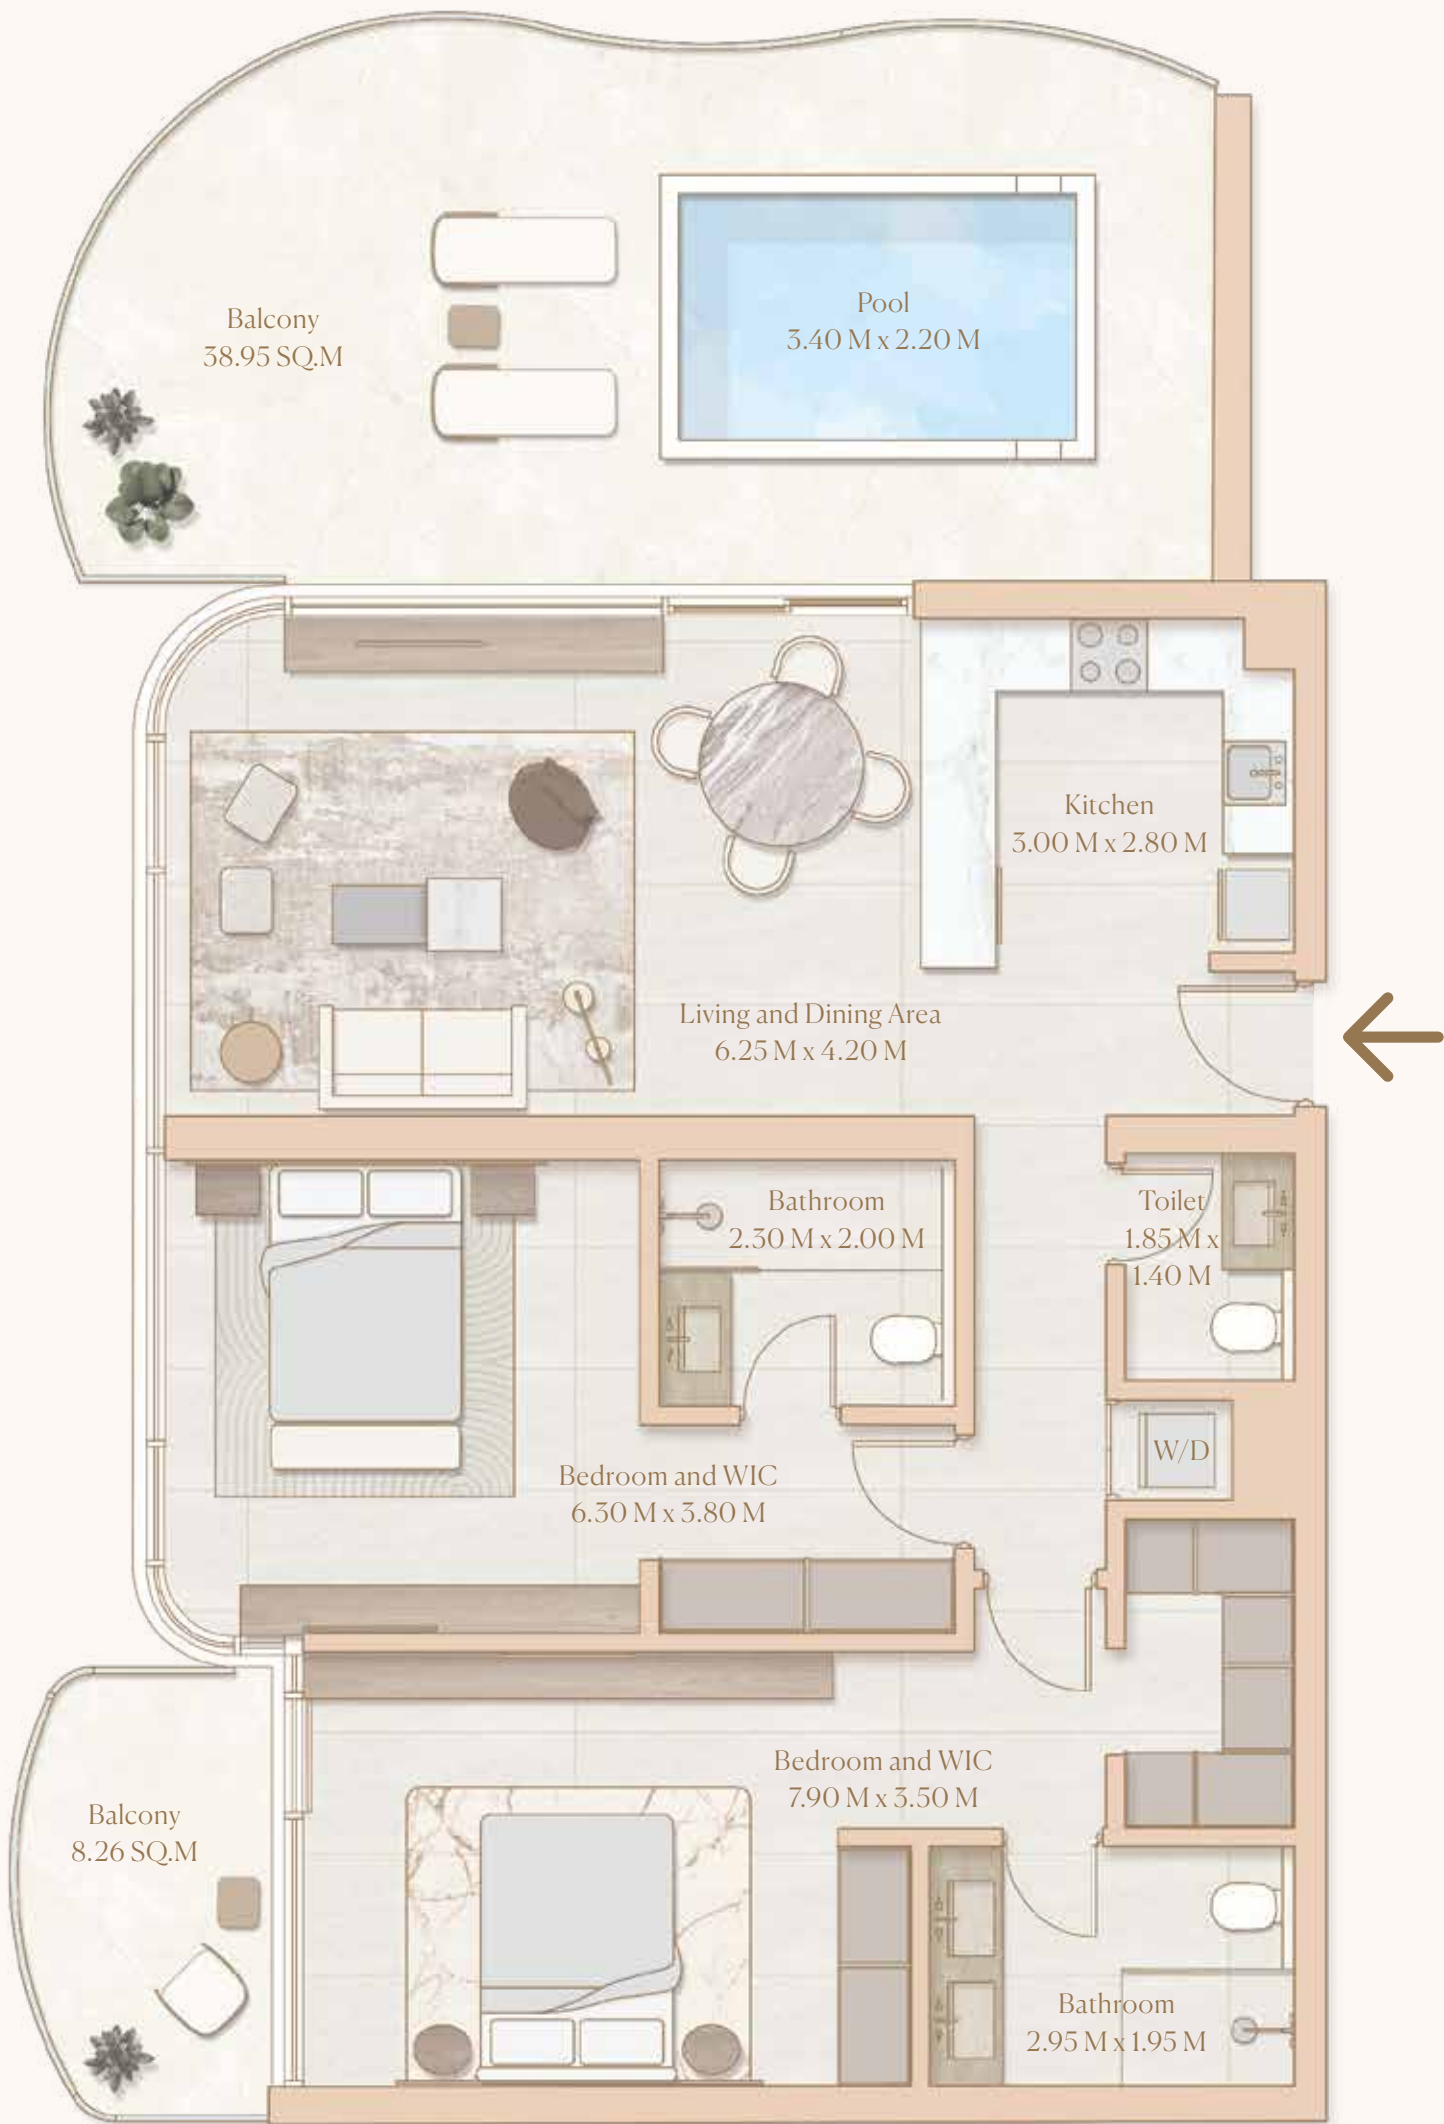 Balcony
38.95 SQ.M
Pool
3.40 M x 2.20 M
Kitchen
3.00 M x 2.80 M
Living and Dining Area
6.25 M x 4.20 M
Bathroom
2.30 M x 2.00 M
Toilet
1.85 M x
1.40 M
W/D
Bedroom and WIC
6.30 M x 3.80 M
Bedroom and WIC
7.90 M x 3.50 M
Balcony
8.26 SQ.M
Bathroom
2.95 M x 1.95 M